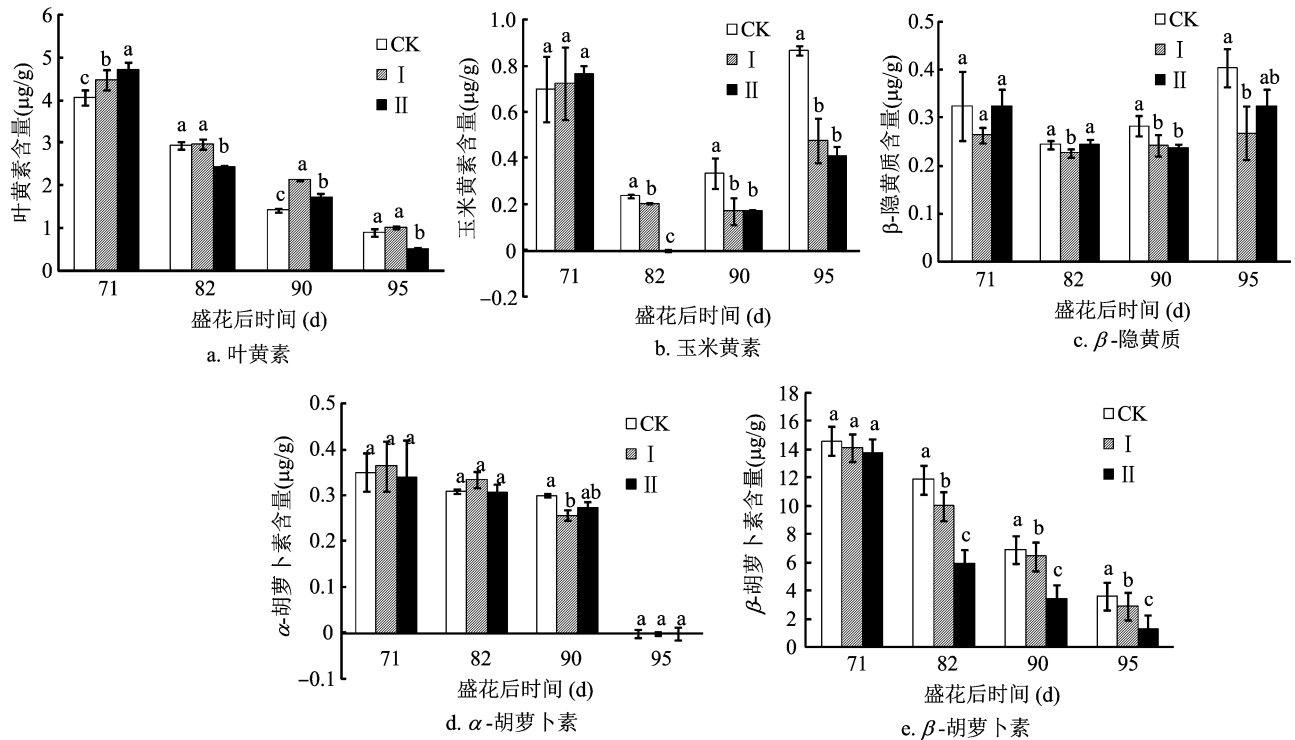 叶黄素含量(μg/g)
6
5
4
3
2
1
0
c b a
a a b
c a b
a a b
CK
I
II
71 82 90 95
盛花后时间 (d)
a. 叶黄素
玉米黄素含量(μg/g)
1.0
0.8
0.6
0.4
0.2
0
−0.2
a a a
a b c
a b b
a b b
CK
I
II
71 82 90 95
盛花后时间 (d)
b. 玉米黄素
β-隐黄质含量(μg/g)
0.5
0.4
0.3
0.2
0.1
0
a a a
a b a
a b b
a b ab
CK
I
II
71 82 90 95
盛花后时间 (d)
c. β-隐黄质
α-胡萝卜素含量(μg/g)
0.5
0.4
0.3
0.2
0.1
0
−0.1
a a a
a a a
a b ab
a a a
CK
I
II
71 82 90 95
盛花后时间 (d)
d. α-胡萝卜素
β-胡萝卜素含量(μg/g)
18
16
14
12
10
8
6
4
2
0
a a a
a b c
a b c
a b c
CK
I
II
71 82 90 95
盛花后时间 (d)
e. β-胡萝卜素